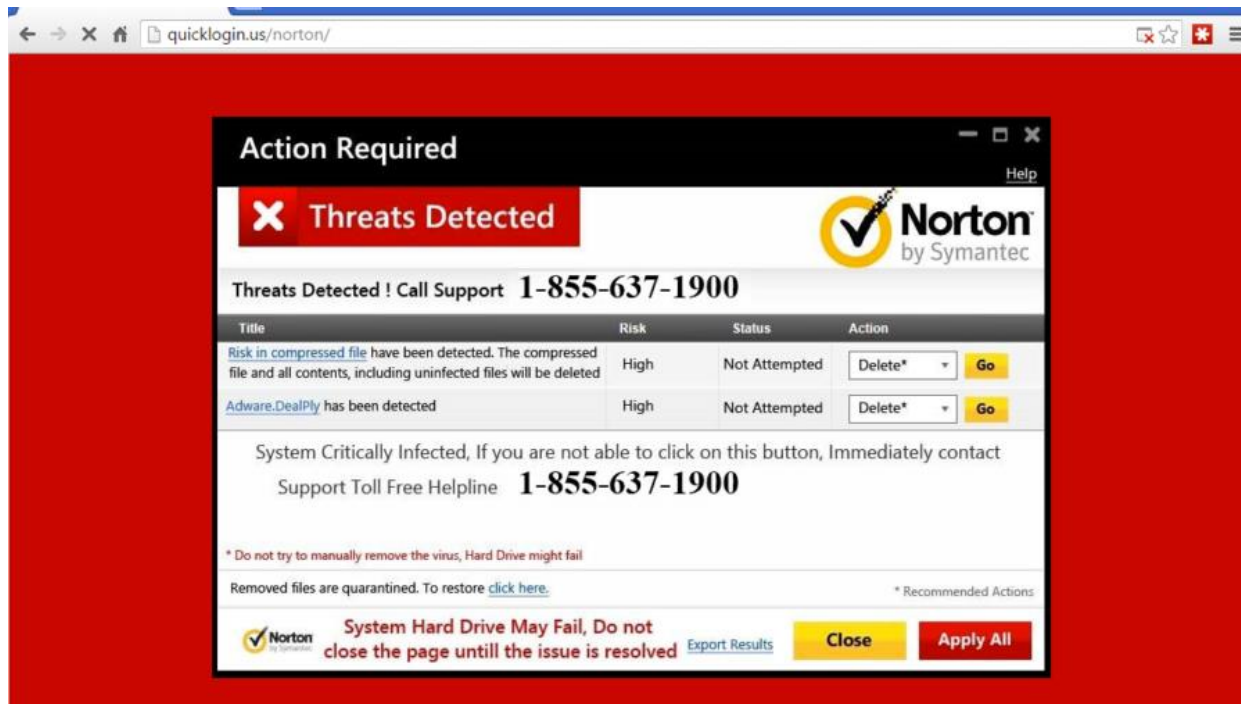 quicklogin.us/norton/
Action Required
Help
Threats Detected
Norton
by Symantec
Threats Detected ! Call Support 1-855-637-1900
Title Risk Status Action
Risk in compressed file have been detected. The compressed
file and all contents, including uninfected files will be deleted
High Not Attempted Delete* Go
Adware.DealPly has been detected High Not Attempted Delete* Go
System Critically Infected, If you are not able to click on this button, Immediately contact
Support Toll Free Helpline 1-855-637-1900
* Do not try to manually remove the virus, Hard Drive might fail
Removed files are quarantined. To restore click here. * Recommended Actions
Norton
by Symantec
System Hard Drive May Fail, Do not
close the page untill the issue is resolved
Export Results Close Apply All